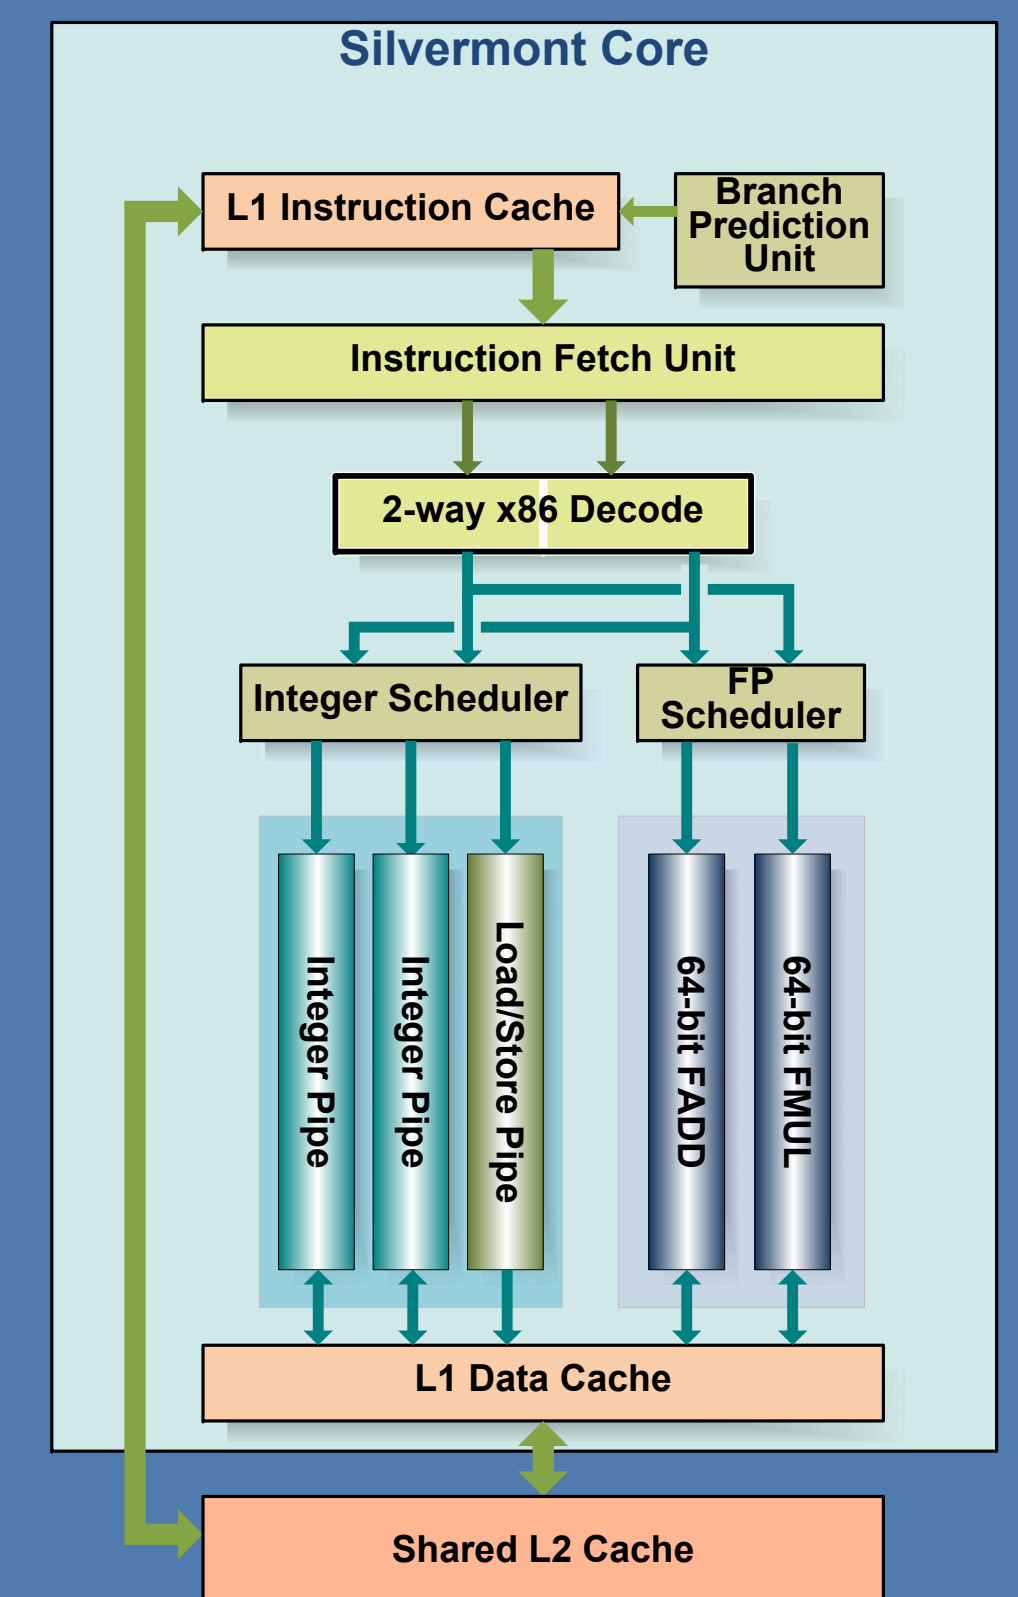 Silvermont Core
L1 Instruction Cache
Branch
Prediction
Unit
Instruction Fetch Unit
2-way x86 Decode
Integer Scheduler
FP
Scheduler
Integer Pipe
Integer Pipe
Load/Store Pipe
64-bit FADD
64-bit FMUL
L1 Data Cache
Shared L2 Cache